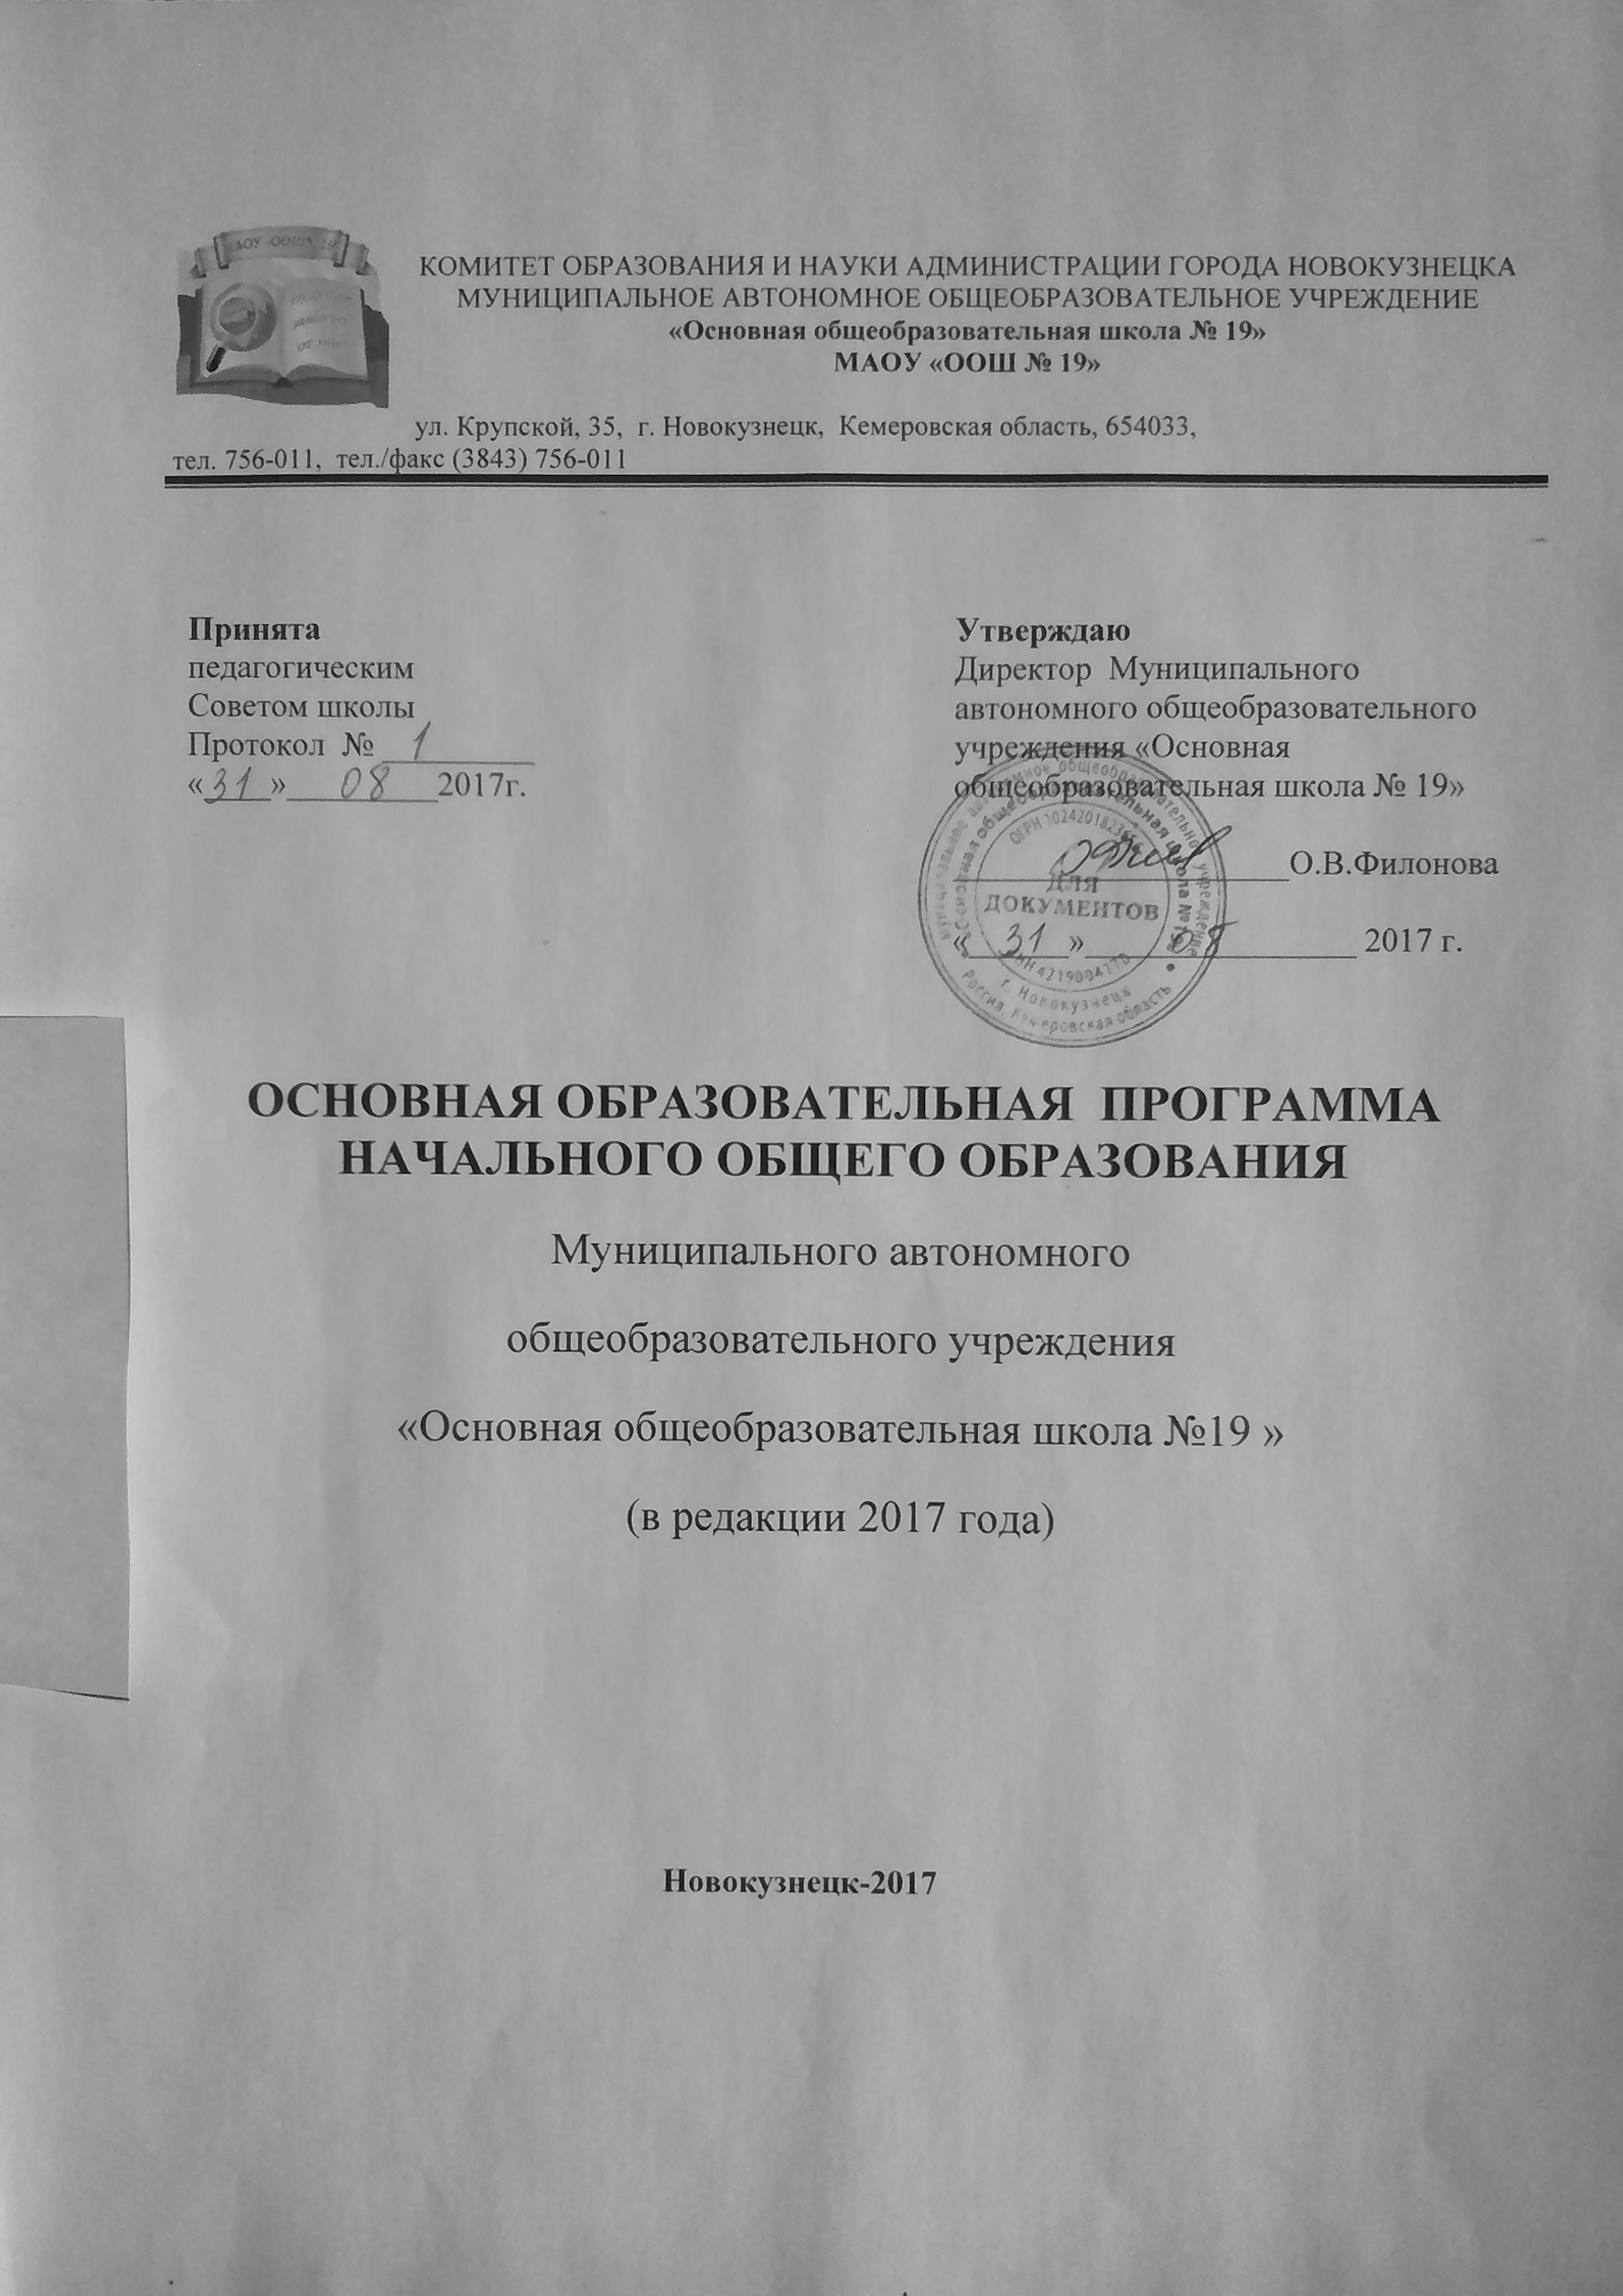 МАОУ «ООШ № 19»
КОМИТЕТ ОБРАЗОВАНИЯ И НАУКИ АДМИНИСТРАЦИИ ГОРОДА НОВОКУЗНЕЦКА
МУНИЦИПАЛЬНОЕ АВТОНОМНОЕ ОБЩЕОБРАЗОВАТЕЛЬНОЕ УЧРЕЖДЕНИЕ
«Основная общеобразовательная школа № 19»
МАОУ «ООШ № 19»
ул. Крупской, 35, г. Новокузнецк, Кемеровская область, 654033,
тел. 756-011, тел./факс (3843) 756-011
Принята
педагогическим
Советом школы
Протокол № 1
«31» 08 2017г.
Утверждаю
Директор Муниципального
автономного общеобразовательного
учреждения «Основная
общеобразовательная школа № 19»
О.В.Филонова
«31» 08 2017 г.
ДЛЯ
ДОКУМЕНТОВ
г. Новокузнецк
Россия, Кемеровская область
ОСНОВНАЯ ОБРАЗОВАТЕЛЬНАЯ ПРОГРАММА
НАЧАЛЬНОГО ОБЩЕГО ОБРАЗОВАНИЯ
Муниципального автономного
общеобразовательного учреждения
«Основная общеобразовательная школа №19 »
(в редакции 2017 года)
Новокузнецк-2017